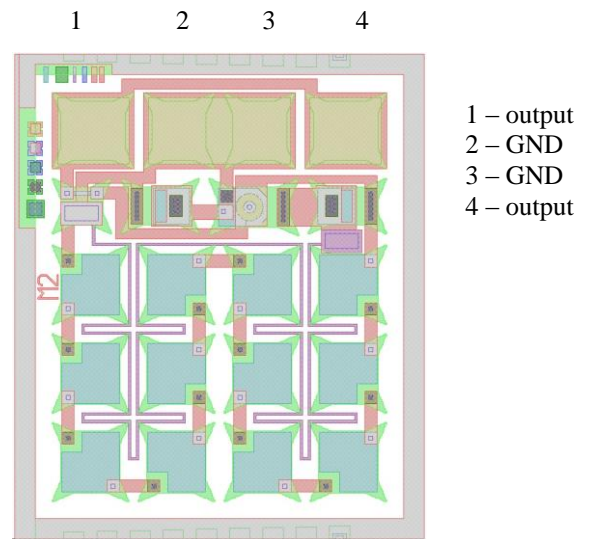 1 2 3 4
1 – output
2 – GND
3 – GND
4 – output
M2